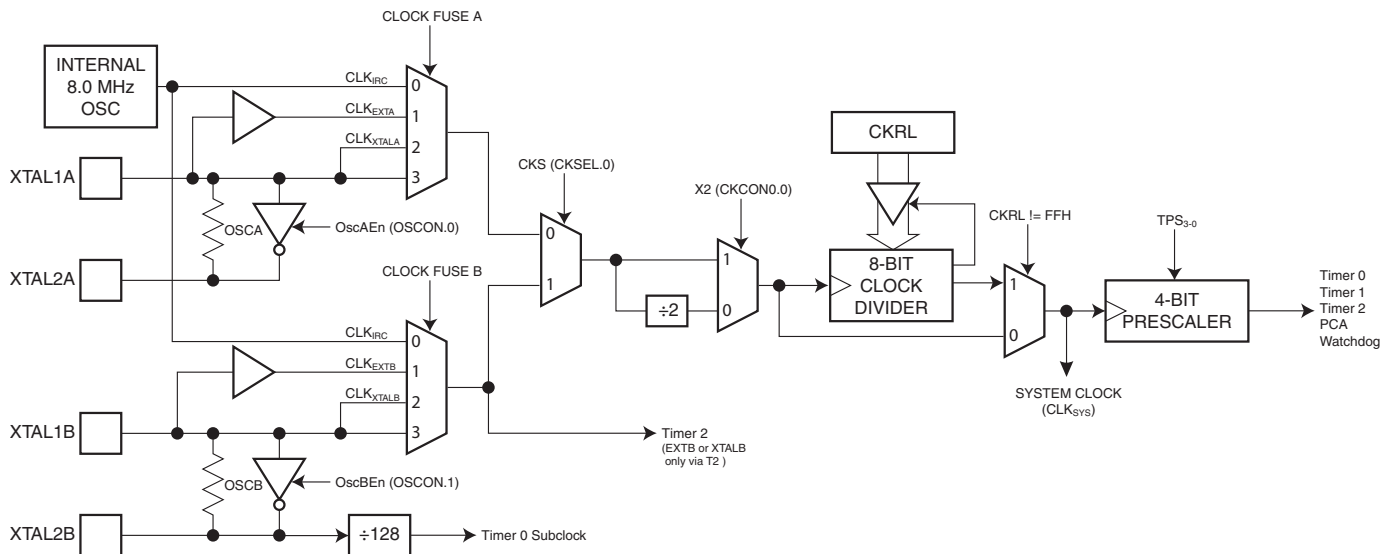 CLOCK FUSE A
INTERNAL
8.0 MHz
OSC
CLKIRC
0
CLKEXTA
1
CLKXTALA
2
3
XTAL1A
OSCA
OscAEn (OSCON.0)
XTAL2A
CLOCK FUSE B
CLKIRC
0
CLKEXTB
1
CLKXTALB
2
3
XTAL1B
OSCB
OscBEn (OSCON.1)
XTAL2B
÷128
Timer 0 Subclock
Timer 2
(EXTB or XTALB
only via T2 )
CKS (CKSEL.0)
0
1
X2 (CKCON0.0)
1
÷2
0
CKRL
8-BIT
CLOCK
DIVIDER
CKRL != FFH
1
0
SYSTEM CLOCK
(CLKSYS)
TPS3-0
4-BIT
PRESCALER
Timer 0
Timer 1
Timer 2
PCA
Watchdog